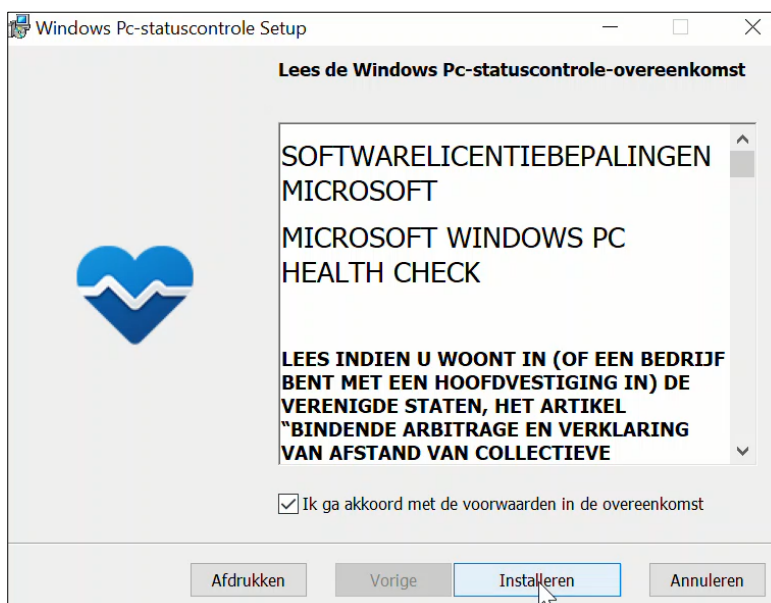 Windows Pc-statuscontrole Setup
Lees de Windows Pc-statuscontrole-overeenkomst
SOFTWARELICENTIEBEPALINGEN
MICROSOFT
MICROSOFT WINDOWS PC
HEALTH CHECK
LEES INDIEN U WOONT IN (OF EEN BEDRIJF
BENT MET EEN HOOFDVESTIGING IN) DE
VERENIGDE STATEN, HET ARTIKEL
“BINDENDE ARBITRAGE EN VERKLARING
VAN AFSTAND VAN COLLECTIEVE
Ik ga akkoord met de voorwaarden in de overeenkomst
Afdrukken Vorige Installeren Annuleren